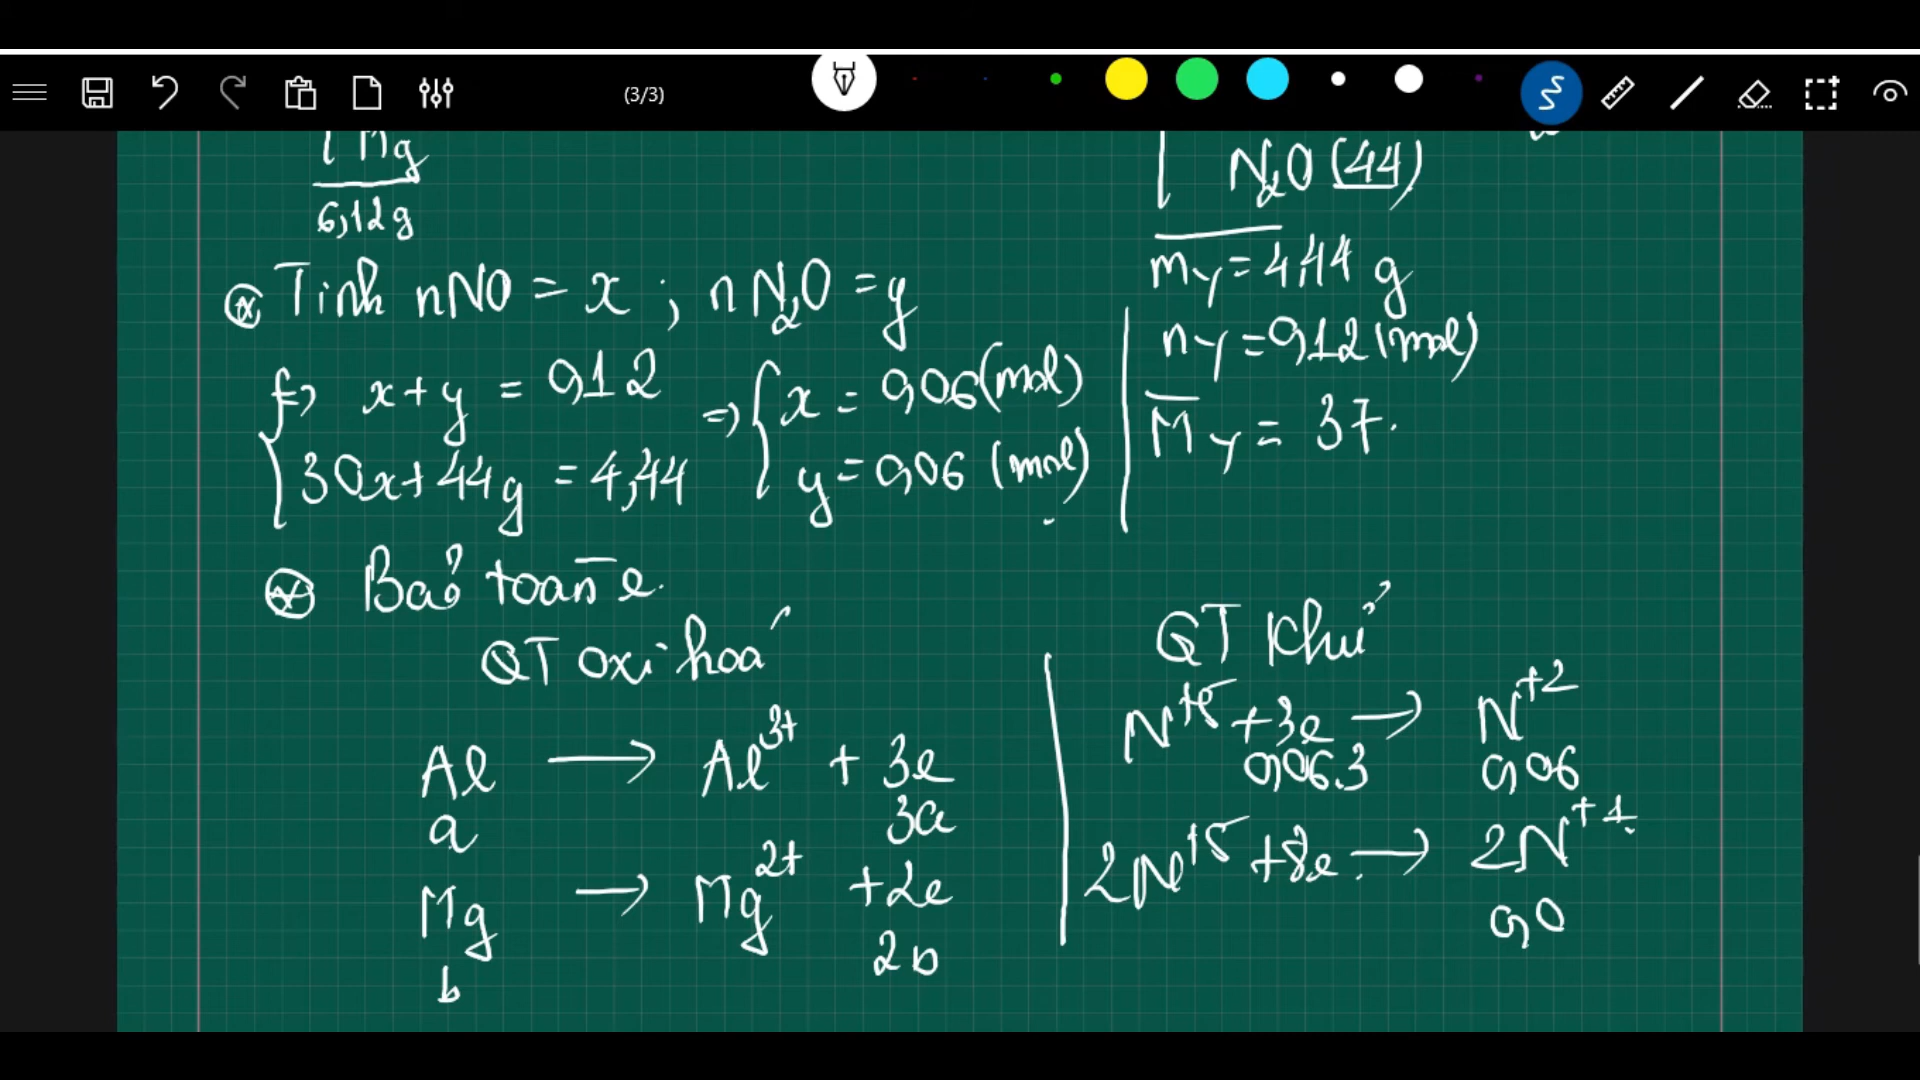 (3/3)
Mg
6,12g
N2O (44)
mY = 4,44 g
nY = 0,12 (mol)
MY = 37.
Tính nNO = x ; nN2O = y
x + y = 0,12
30x + 44y = 4,44
=> x = 0,06 (mol)
y = 0,06 (mol)
Bảo toàn e.
QT oxi hoá
Al → Al3+ + 3e
a 3a
Mg → Mg2+ + 2e
b 2b
QT khử
N+5 + 3e → N+2
0,06.3 0,06
2N+5 + 8e → 2N+1
0,0